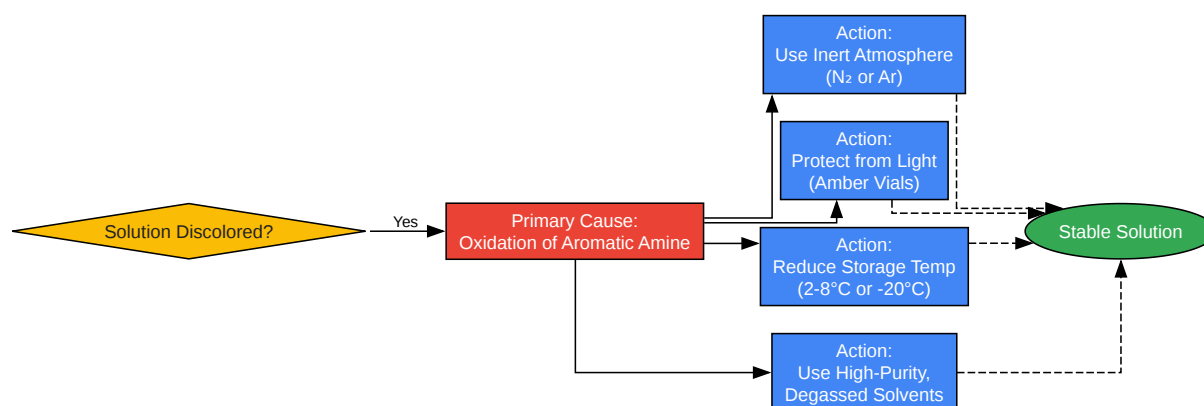 Solution Discolored?
Yes
Primary Cause:
Oxidation of Aromatic Amine
Action:
Use Inert Atmosphere
(N₂ or Ar)
Action:
Protect from Light
(Amber Vials)
Action:
Reduce Storage Temp
(2-8°C or -20°C)
Action:
Use High-Purity,
Degassed Solvents
Stable Solution